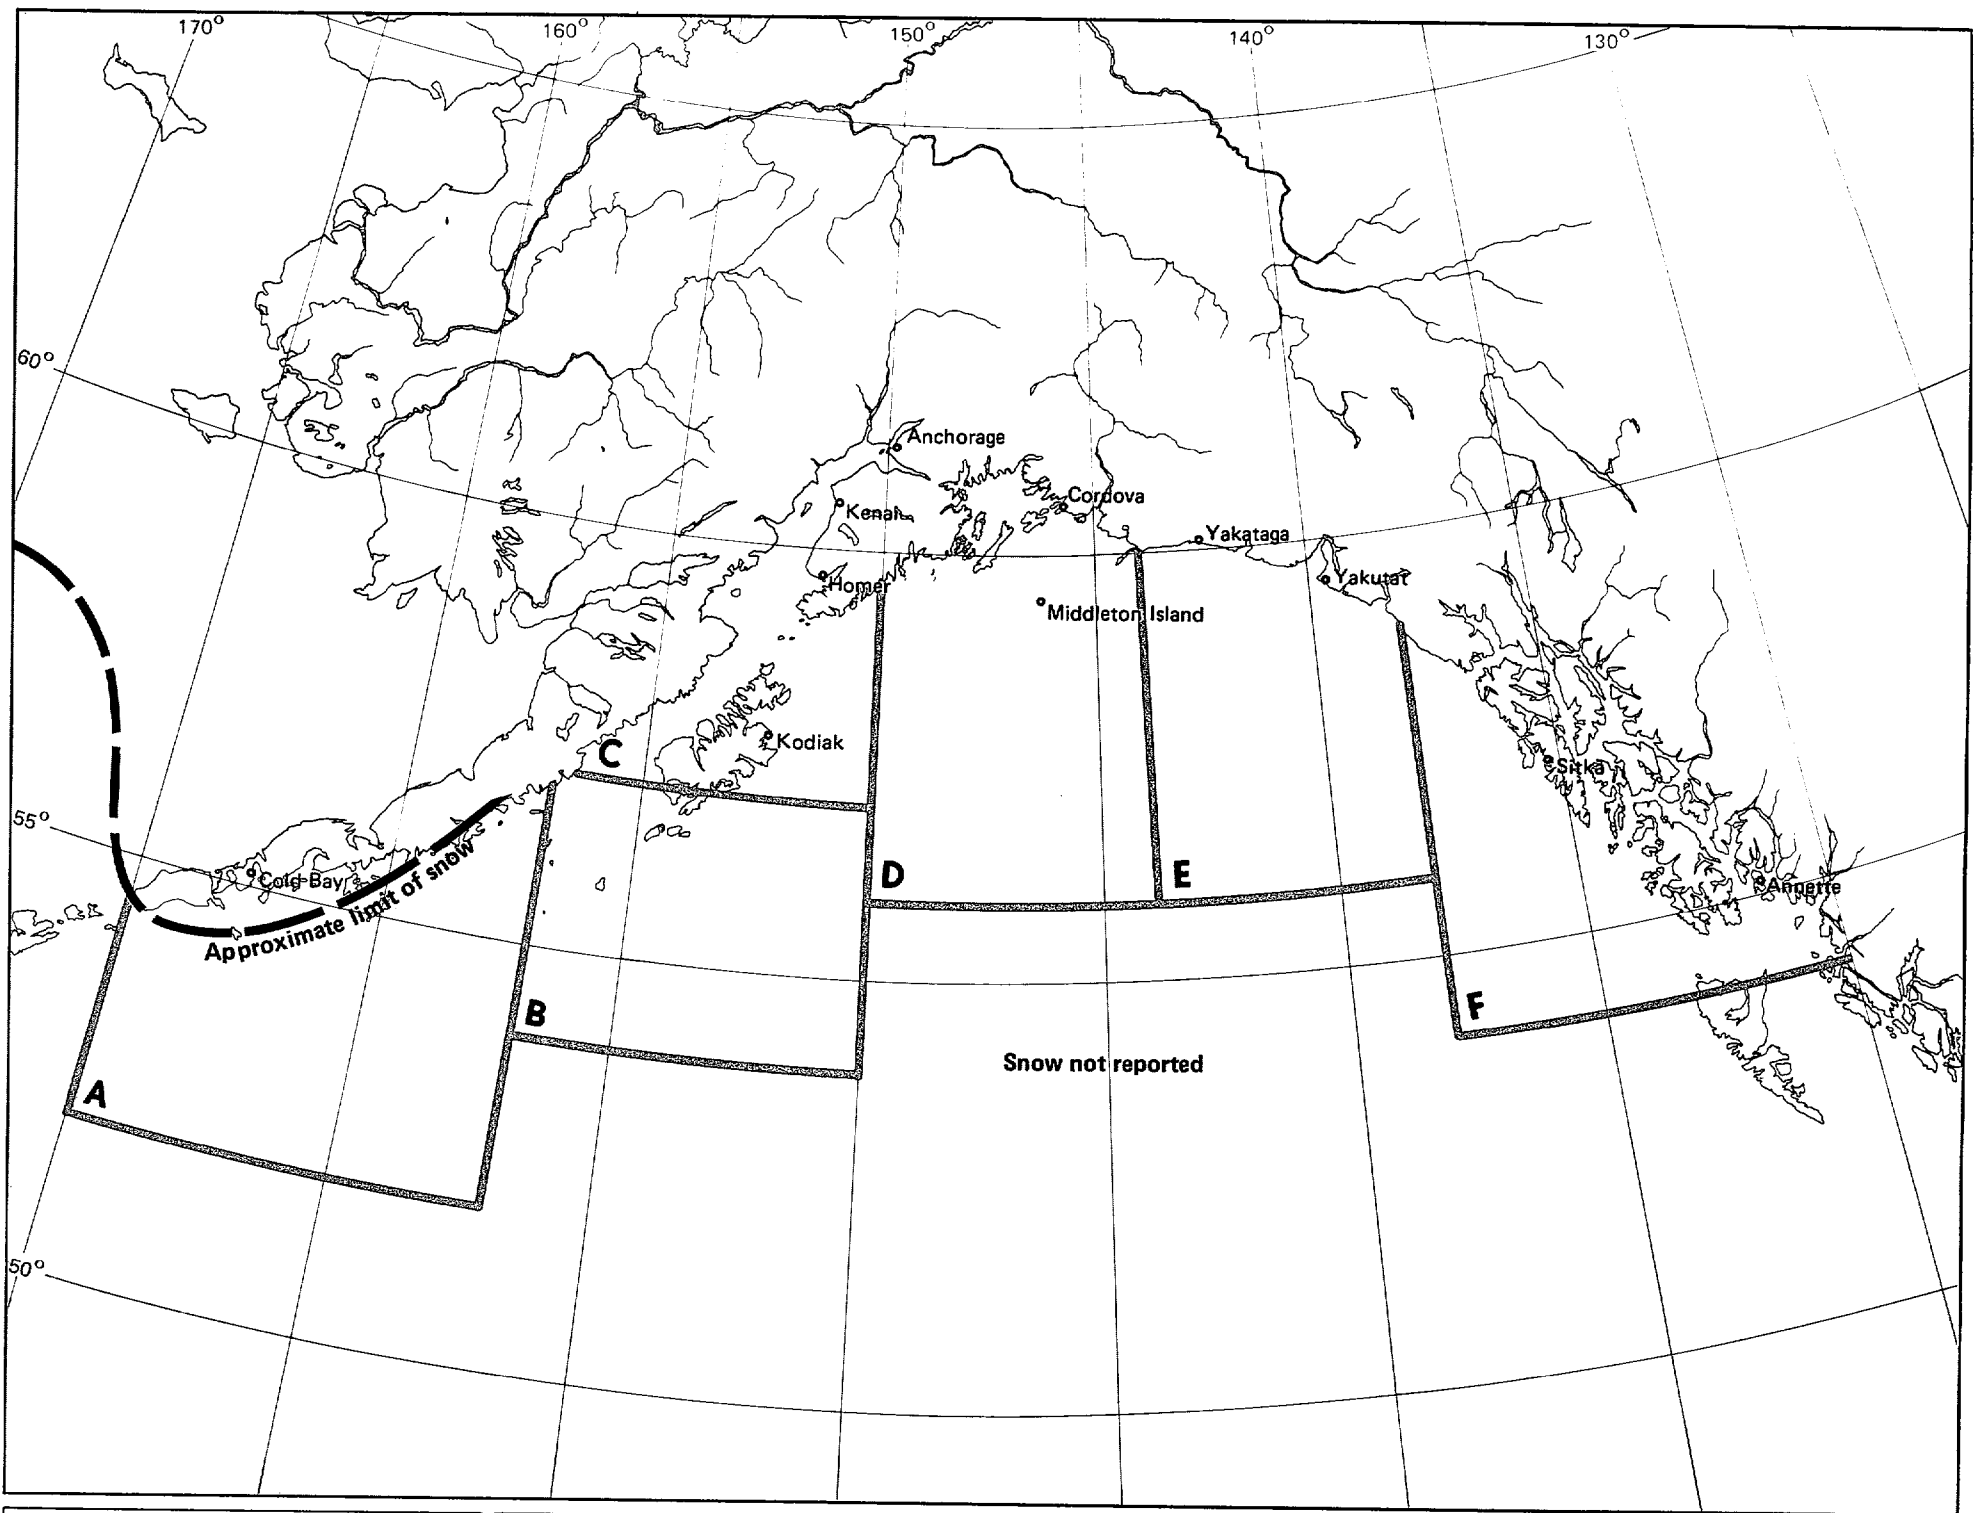 170°
160°
150°
140°
130°
60°
Anchorage
Cordova
Kenai
Yakataga
Yakutat
Homer
Middleton Island
C
Kodiak
Sitka
55°
D
E
Cold Bay
Annette
Approximate limit of snow
B
F
Snow not reported
A
50°